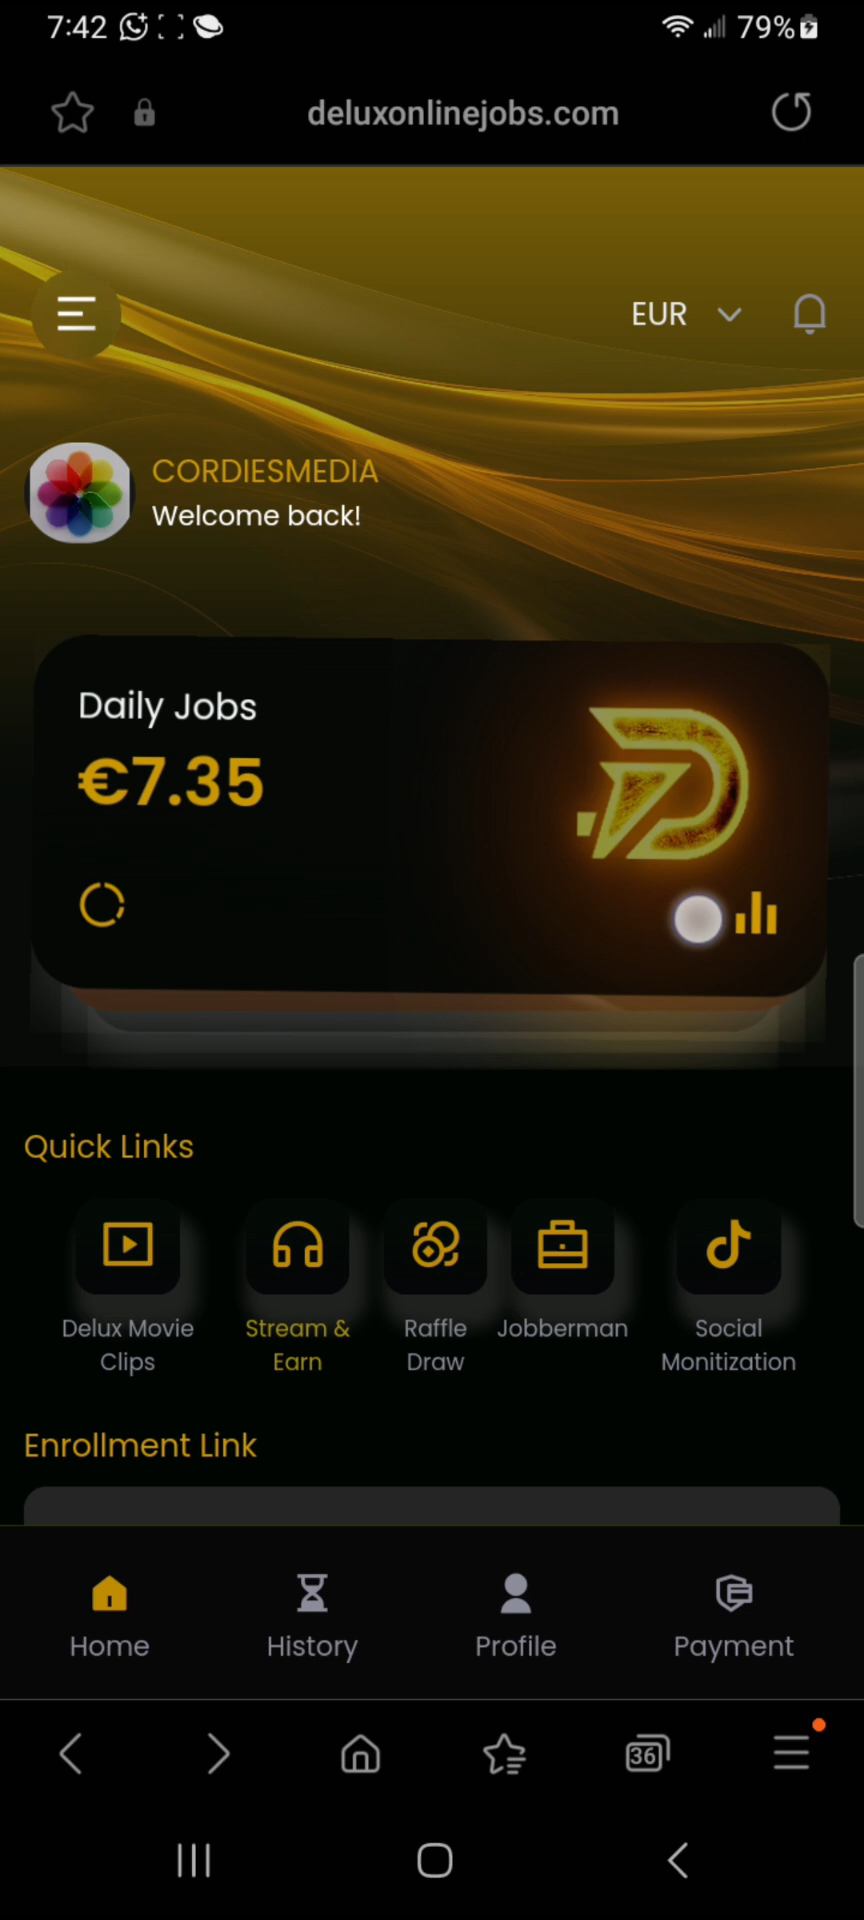 7:42
79%
deluxonlinejobs.com
EUR
CORDIESMEDIA
Welcome back!
Daily Jobs
€7.35
Quick Links
Delux Movie
Clips
Stream &
Earn
Raffle
Draw
Jobberman
Social
Monitization
Enrollment Link
Home
History
Profile
Payment
36